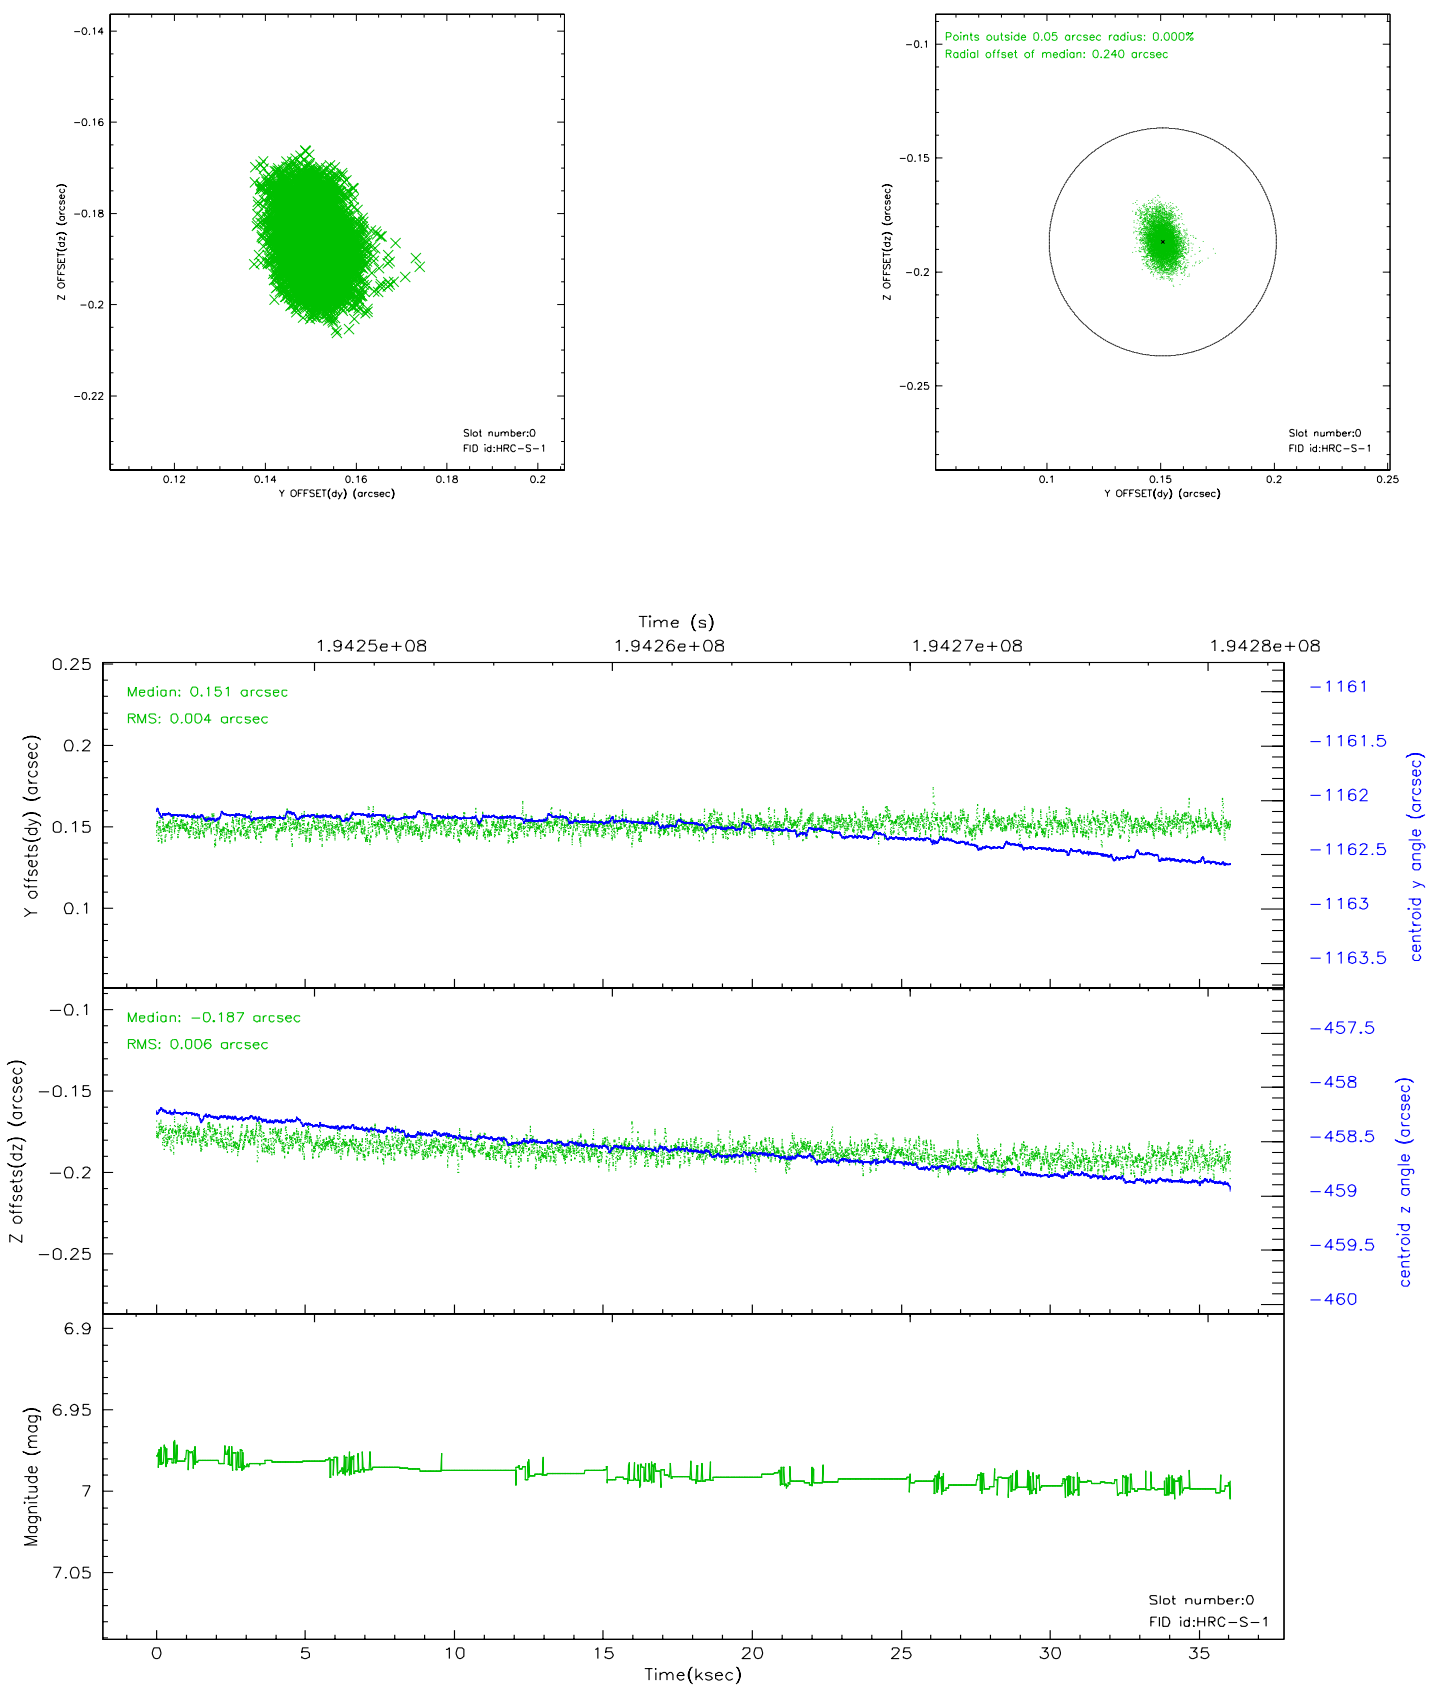 -0.14
-0.16
-0.18
-0.2
-0.22
Z OFFSET(dz) (arcsec)
Slot number:0
FID id:HRC-S-1
0.12 0.14 0.16 0.18 0.2
Y OFFSET(dy) (arcsec)
Points outside 0.05 arcsec radius: 0.000%
Radial offset of median: 0.240 arcsec
-0.1
-0.15
-0.2
-0.25
Z OFFSET(dz) (arcsec)
Slot number:0
FID id:HRC-S-1
0.1 0.15 0.2 0.25
Y OFFSET(dy) (arcsec)
Time (s)
1.9425e+08 1.9426e+08 1.9427e+08 1.9428e+08
Median: 0.151 arcsec
RMS: 0.004 arcsec
0.25
0.2
0.15
0.1
Y offsets(dy) (arcsec)
-1161
-1161.5
-1162
-1162.5
-1163
-1163.5
centroid y angle (arcsec)
Median: -0.187 arcsec
RMS: 0.006 arcsec
-0.1
-0.15
-0.2
-0.25
Z offsets(dz) (arcsec)
-457.5
-458
-458.5
-459
-459.5
-460
centroid z angle (arcsec)
6.9
6.95
7
7.05
Magnitude (mag)
Slot number:0
FID id:HRC-S-1
0 5 10 15 20 25 30 35
Time(ksec)